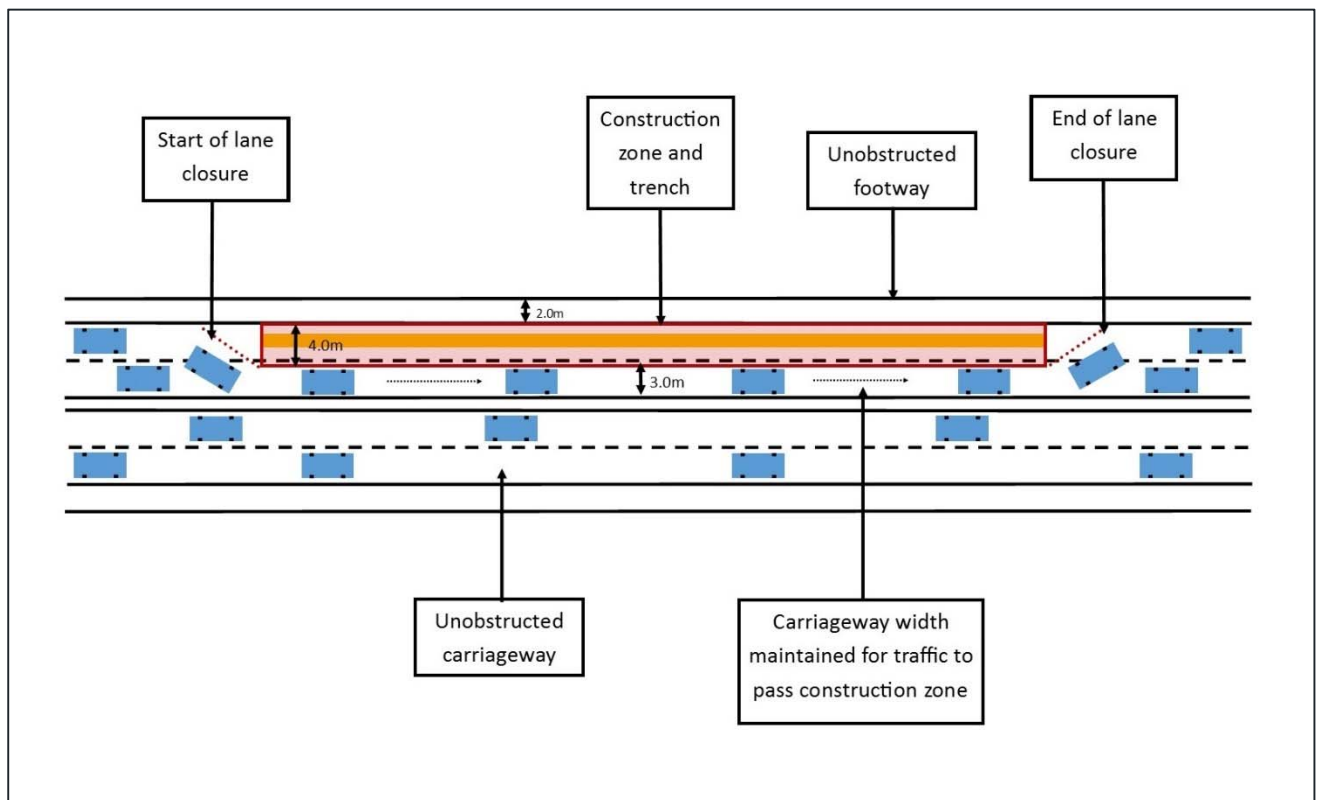 Start of lane
closure
Construction
zone and
trench
Unobstructed
footway
End of lane
closure
2.0m
4.0m
3.0m
Unobstructed
carriageway
Carriageway width
maintained for traffic to
pass construction zone